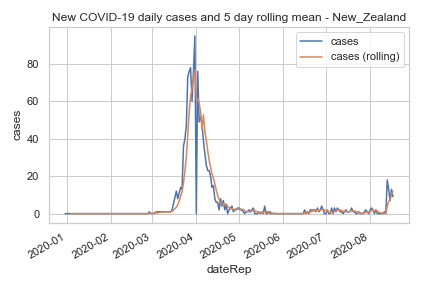 New COVID-19 daily cases and 5 day rolling mean - New_Zealand
cases
cases (rolling)
cases
80
60
40
20
0
2020-01
2020-02
2020-03
2020-04
2020-05
2020-06
2020-07
2020-08
dateRep